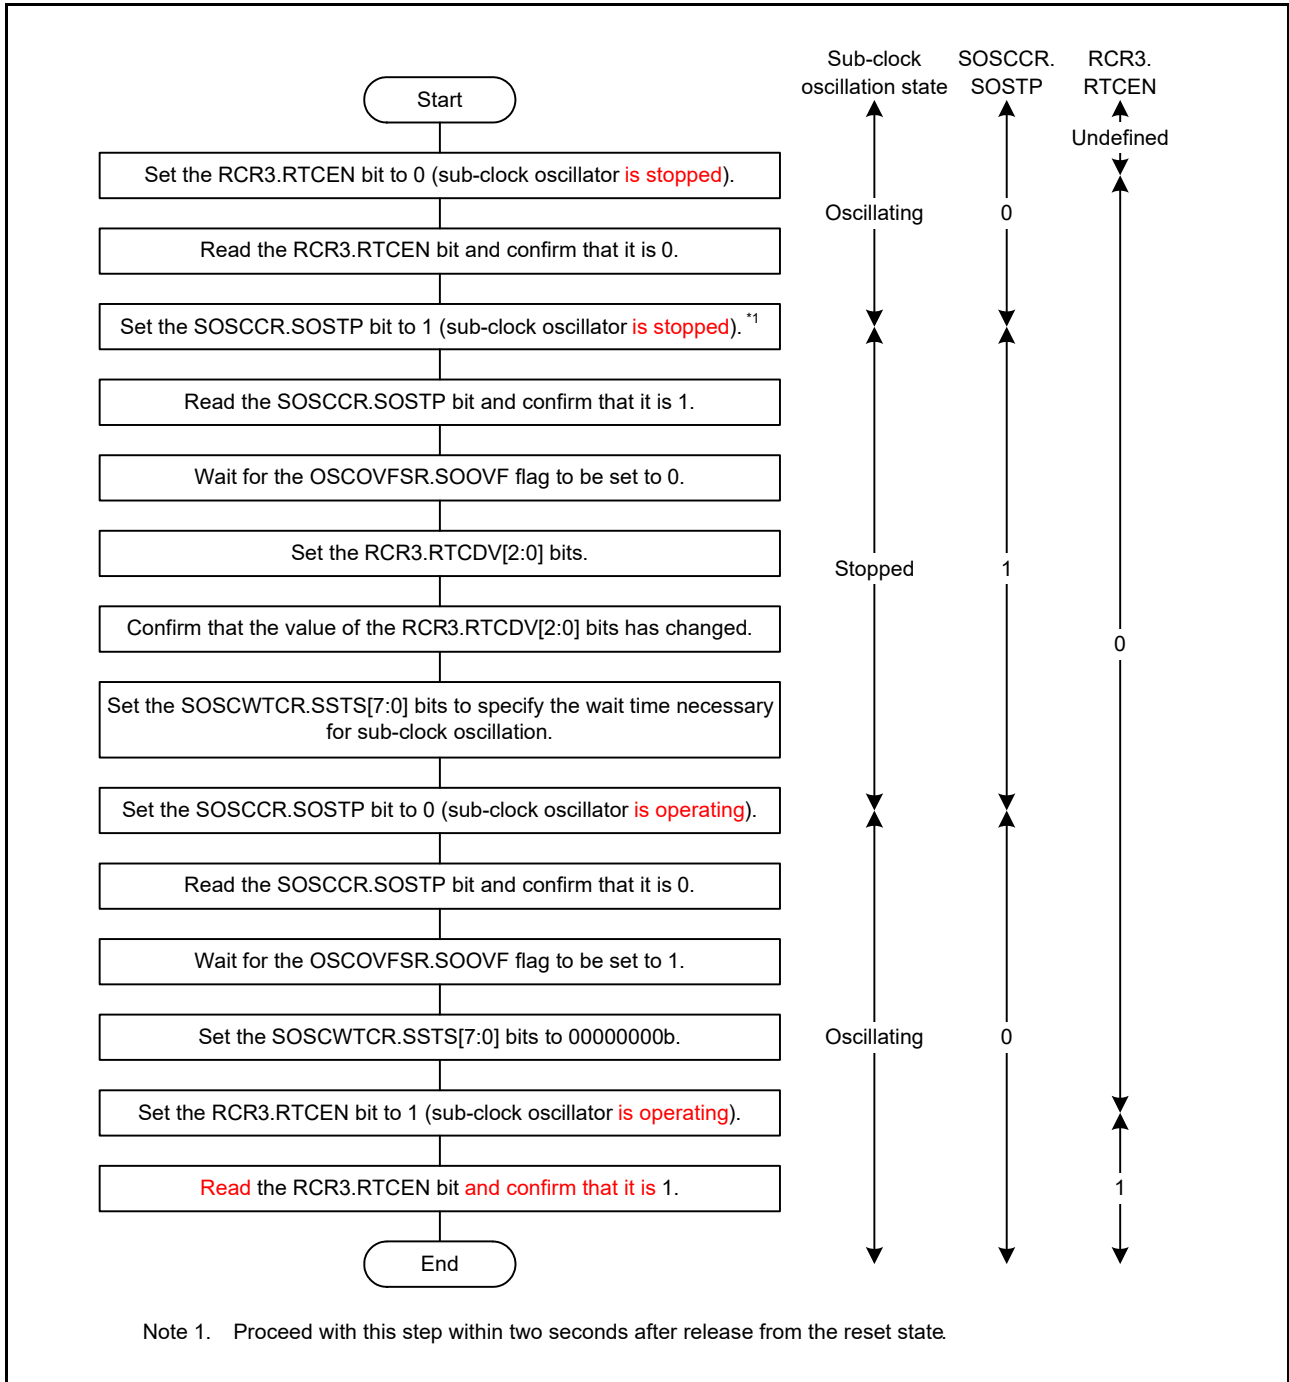 Sub-clock oscillation state
SOSCCR. SOSTP
RCR3. RTCEN
Start
Undefined
Set the RCR3.RTCEN bit to 0 (sub-clock oscillator is stopped).
Oscillating
0
Read the RCR3.RTCEN bit and confirm that it is 0.
Set the SOSCCR.SOSTP bit to 1 (sub-clock oscillator is stopped). *1
Read the SOSCCR.SOSTP bit and confirm that it is 1.
Wait for the OSCOVFSR.SOOVF flag to be set to 0.
Set the RCR3.RTCDV[2:0] bits.
Stopped
1
Confirm that the value of the RCR3.RTCDV[2:0] bits has changed.
0
Set the SOSCWTCR.SSTS[7:0] bits to specify the wait time necessary
for sub-clock oscillation.
Set the SOSCCR.SOSTP bit to 0 (sub-clock oscillator is operating).
Read the SOSCCR.SOSTP bit and confirm that it is 0.
Wait for the OSCOVFSR.SOOVF flag to be set to 1.
Set the SOSCWTCR.SSTS[7:0] bits to 00000000b.
Oscillating
0
Set the RCR3.RTCEN bit to 1 (sub-clock oscillator is operating).
Read the RCR3.RTCEN bit and confirm that it is 1.
1
End
Note 1. Proceed with this step within two seconds after release from the reset state.